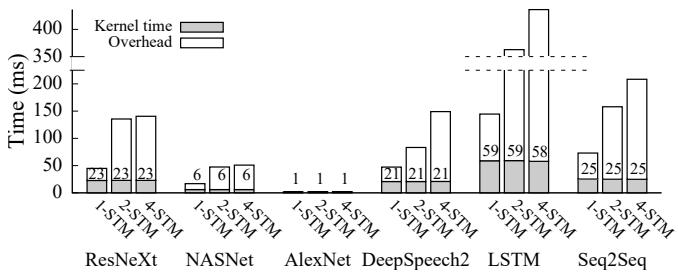 400
350
200
150
100
50
0
Time (ms)
Kernel time
Overhead
23 23 23
6 6 6
1 1 1
21 21 21
59 59 58
25 25 25
1-STM 2-STM 4-STM 1-STM 2-STM 4-STM 1-STM 2-STM 4-STM 1-STM 2-STM 4-STM 1-STM 2-STM 4-STM 1-STM 2-STM 4-STM
ResNeXt NASNet AlexNet DeepSpeech2 LSTM Seq2Seq